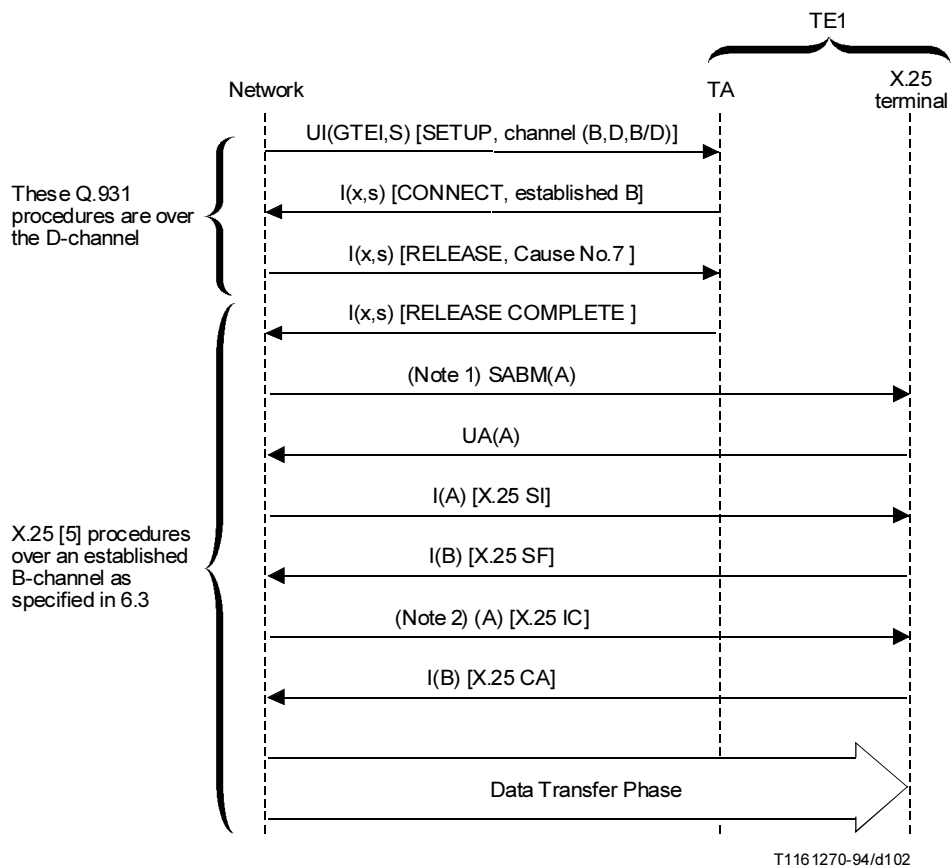 TE1
Network
TA
X.25
terminal
UI(GTEI,S) [SETUP, channel (B,D,B/D)]
These Q.931
procedures are over
the D-channel
I(x,s) [CONNECT, established B]
I(x,s) [RELEASE, Cause No.7 ]
I(x,s) [RELEASE COMPLETE ]
(Note 1) SABM(A)
UA(A)
I(A) [X.25 SI]
X.25 [5] procedures
over an established
B-channel as
specified in 6.3
I(B) [X.25 SF]
(Note 2) (A) [X.25 IC]
I(B) [X.25 CA]
Data Transfer Phase
T1161270-94/d102